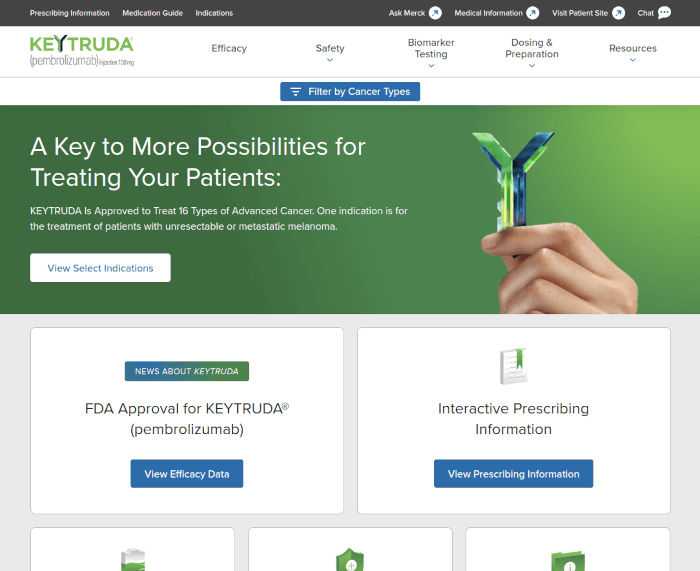 Prescribing Information Medication Guide Indications Ask Merck Medical Information Visit Patient Site Chat
KEYTRUDA®
(pembrolizumab) Injection 100 mg
Efficacy Safety Biomarker Testing Dosing & Preparation Resources
Filter by Cancer Types
A Key to More Possibilities for
Treating Your Patients:
KEYTRUDA Is Approved to Treat 16 Types of Advanced Cancer. One indication is for
the treatment of patients with unresectable or metastatic melanoma.
View Select Indications
NEWS ABOUT KEYTRUDA
FDA Approval for KEYTRUDA®
(pembrolizumab)
View Efficacy Data
Interactive Prescribing
Information
View Prescribing Information